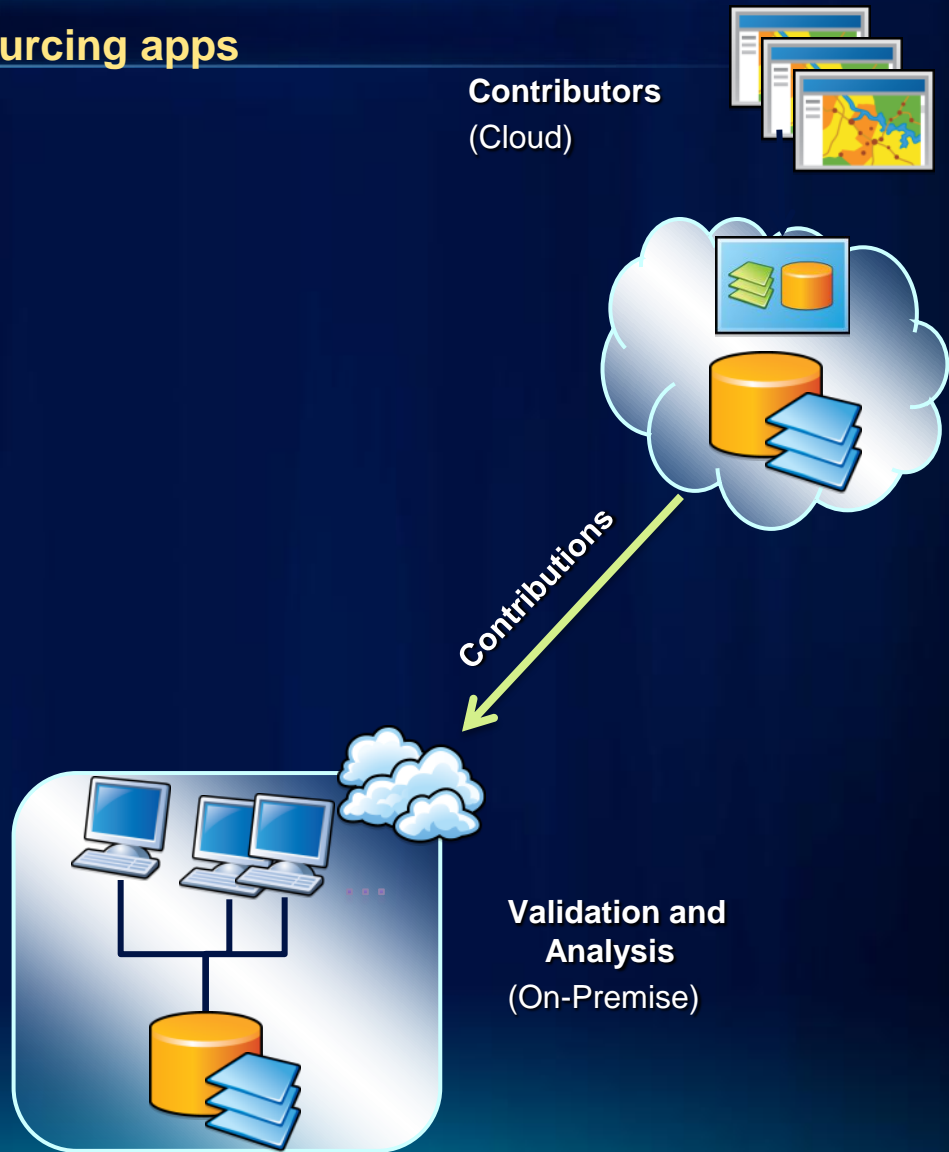 urcing apps
Contributors
(Cloud)
Contributions
Validation and
Analysis
(On-Premise)